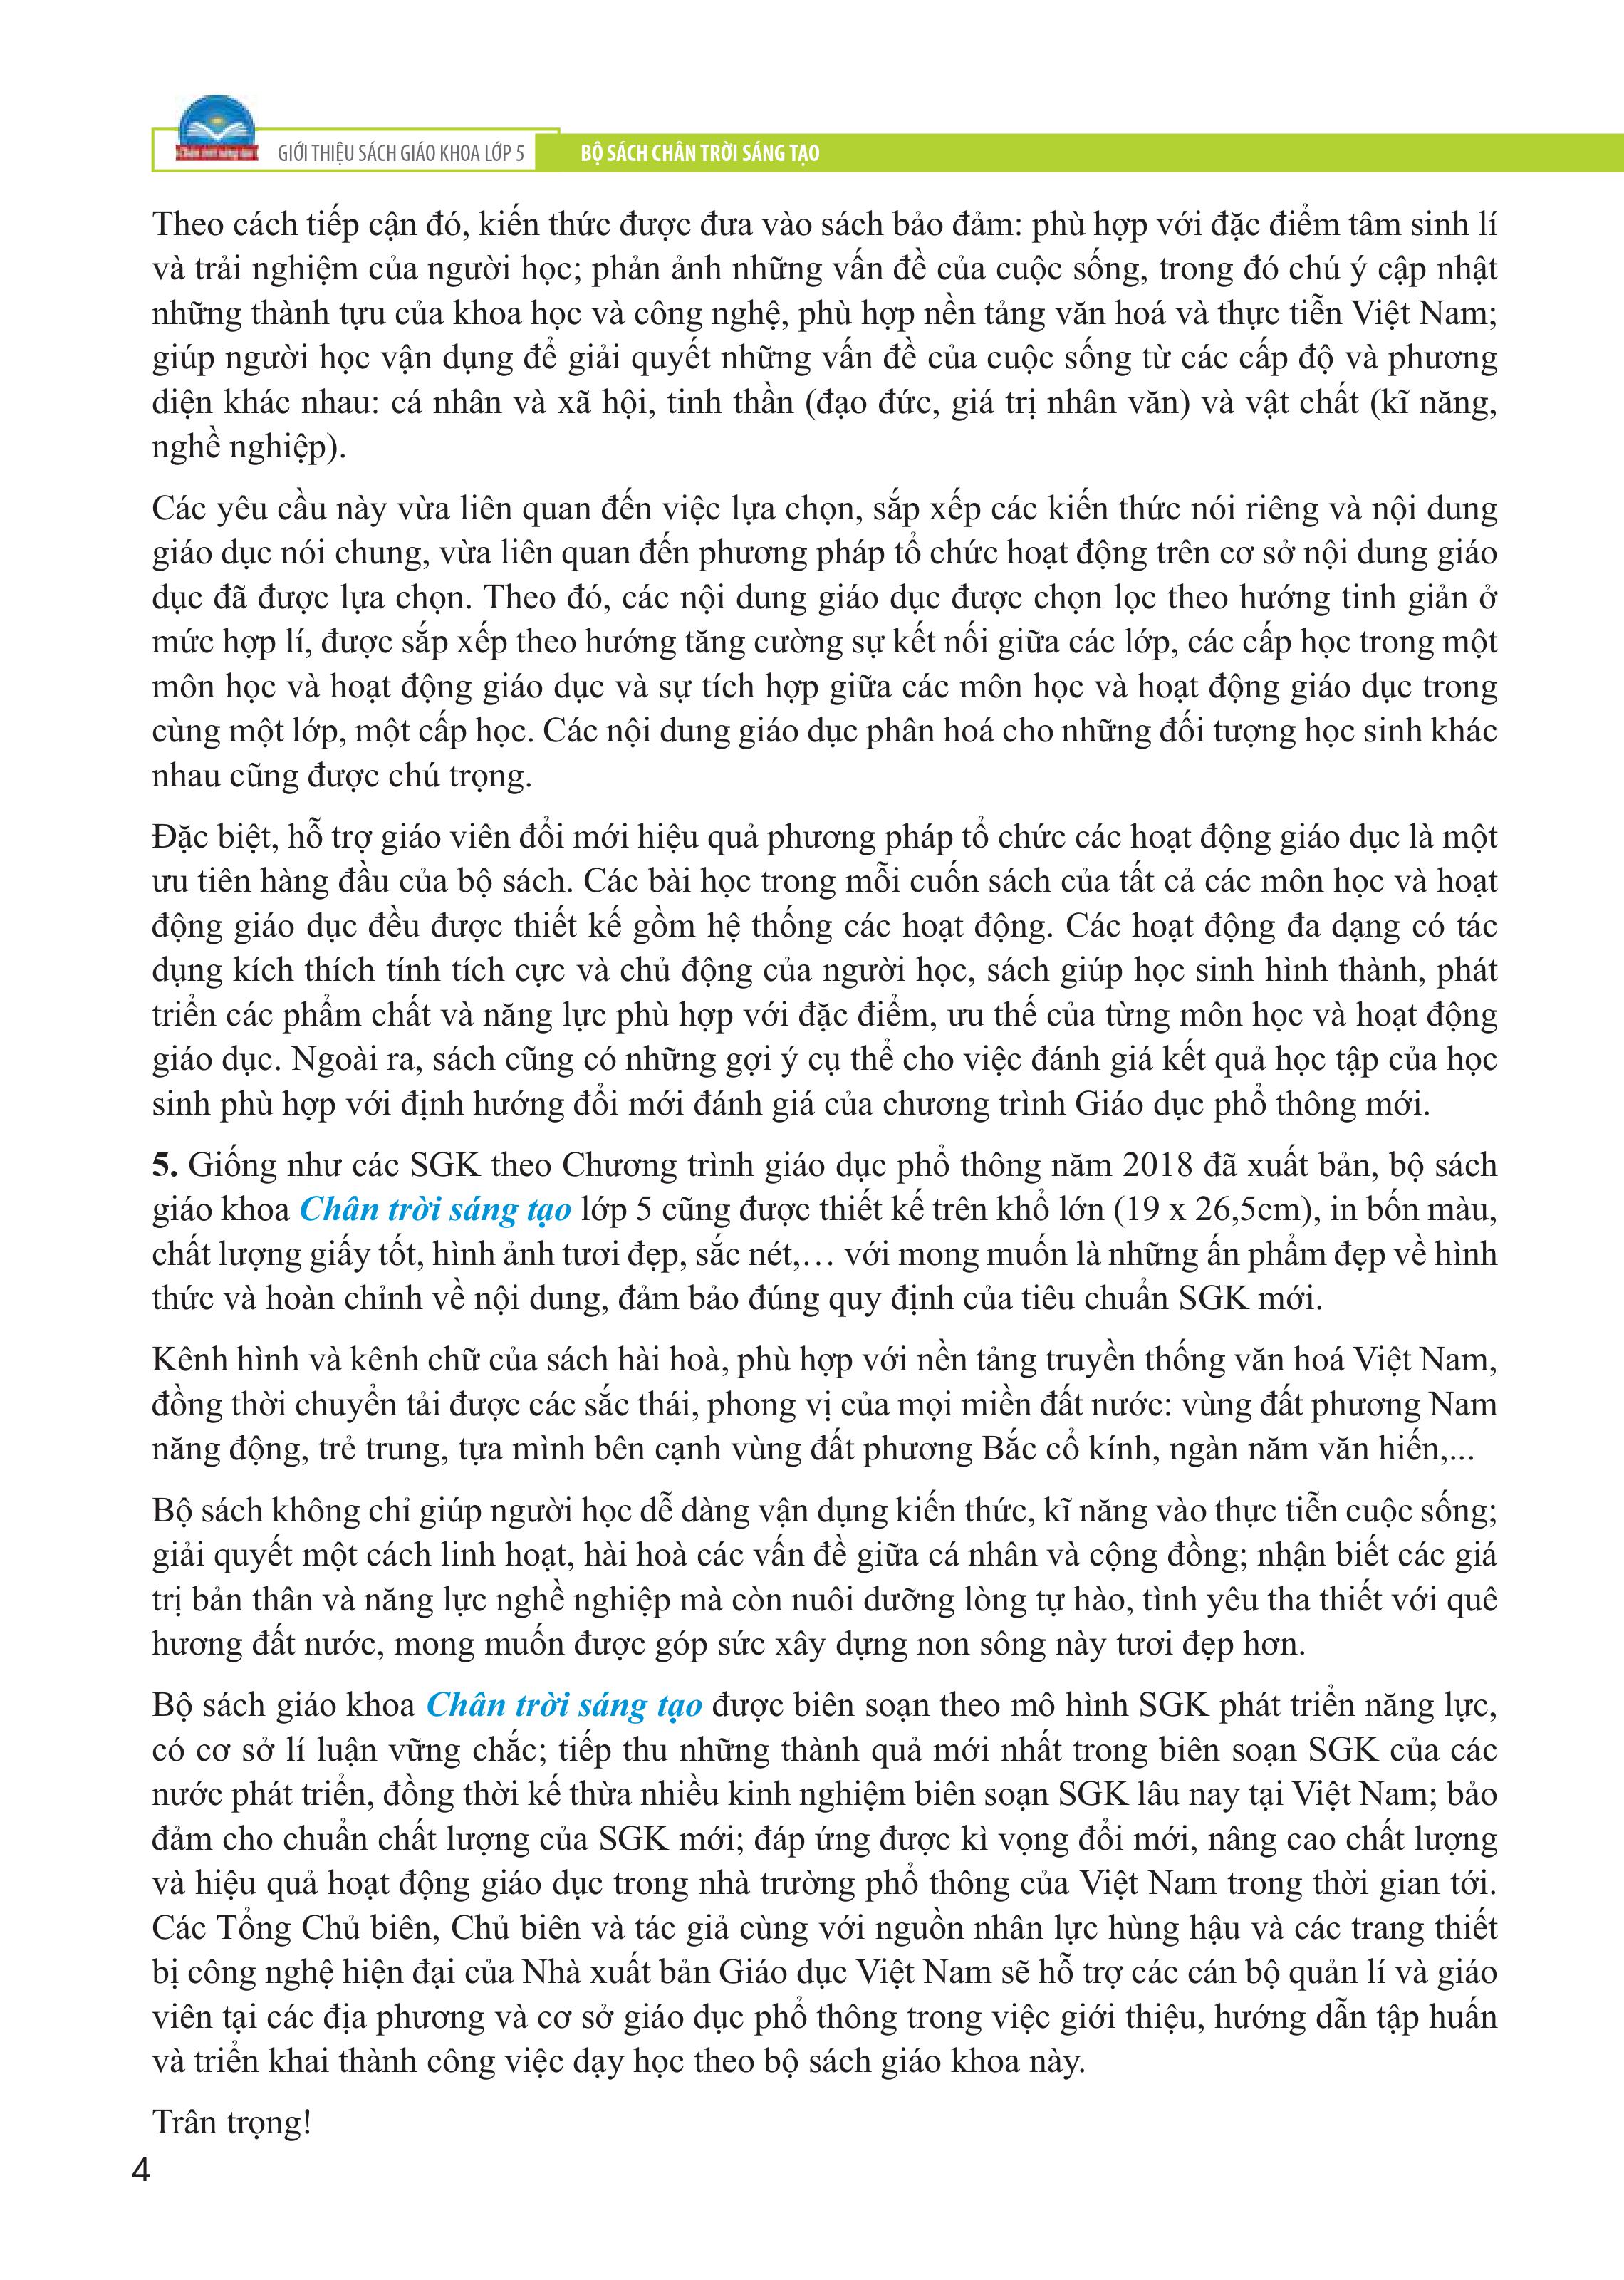 GIỚI THIỆU SÁCH GIÁO KHOA LỚP 5
BỘ SÁCH CHÂN TRỜI SÁNG TẠO
Theo cách tiếp cận đó, kiến thức được đưa vào sách bảo đảm: phù hợp với đặc điểm tâm sinh lí
và trải nghiệm của người học; phản ảnh những vấn đề của cuộc sống, trong đó chú ý cập nhật
những thành tựu của khoa học và công nghệ, phù hợp nền tảng văn hoá và thực tiễn Việt Nam;
giúp người học vận dụng để giải quyết những vấn đề của cuộc sống từ các cấp độ và phương
diện khác nhau: cá nhân và xã hội, tinh thần (đạo đức, giá trị nhân văn) và vật chất (kĩ năng,
nghề nghiệp).
Các yêu cầu này vừa liên quan đến việc lựa chọn, sắp xếp các kiến thức nói riêng và nội dung
giáo dục nói chung, vừa liên quan đến phương pháp tổ chức hoạt động trên cơ sở nội dung giáo
dục đã được lựa chọn. Theo đó, các nội dung giáo dục được chọn lọc theo hướng tinh giản ở
mức hợp lí, được sắp xếp theo hướng tăng cường sự kết nối giữa các lớp, các cấp học trong một
môn học và hoạt động giáo dục và sự tích hợp giữa các môn học và hoạt động giáo dục trong
cùng một lớp, một cấp học. Các nội dung giáo dục phân hoá cho những đối tượng học sinh khác
nhau cũng được chú trọng.
Đặc biệt, hỗ trợ giáo viên đổi mới hiệu quả phương pháp tổ chức các hoạt động giáo dục là một
ưu tiên hàng đầu của bộ sách. Các bài học trong mỗi cuốn sách của tất cả các môn học và hoạt
động giáo dục đều được thiết kế gồm hệ thống các hoạt động. Các hoạt động đa dạng có tác
dụng kích thích tính tích cực và chủ động của người học, sách giúp học sinh hình thành, phát
triển các phẩm chất và năng lực phù hợp với đặc điểm, ưu thế của từng môn học và hoạt động
giáo dục. Ngoài ra, sách cũng có những gợi ý cụ thể cho việc đánh giá kết quả học tập của học
sinh phù hợp với định hướng đổi mới đánh giá của chương trình Giáo dục phổ thông mới.
5. Giống như các SGK theo Chương trình giáo dục phổ thông năm 2018 đã xuất bản, bộ sách
giáo khoa Chân trời sáng tạo lớp 5 cũng được thiết kế trên khổ lớn (19 x 26,5cm), in bốn màu,
chất lượng giấy tốt, hình ảnh tươi đẹp, sắc nét,… với mong muốn là những ấn phẩm đẹp về hình
thức và hoàn chỉnh về nội dung, đảm bảo đúng quy định của tiêu chuẩn SGK mới.
Kênh hình và kênh chữ của sách hài hoà, phù hợp với nền tảng truyền thống văn hoá Việt Nam,
đồng thời chuyển tải được các sắc thái, phong vị của mọi miền đất nước: vùng đất phương Nam
năng động, trẻ trung, tựa mình bên cạnh vùng đất phương Bắc cổ kính, ngàn năm văn hiến,...
Bộ sách không chỉ giúp người học dễ dàng vận dụng kiến thức, kĩ năng vào thực tiễn cuộc sống;
giải quyết một cách linh hoạt, hài hoà các vấn đề giữa cá nhân và cộng đồng; nhận biết các giá
trị bản thân và năng lực nghề nghiệp mà còn nuôi dưỡng lòng tự hào, tình yêu tha thiết với quê
hương đất nước, mong muốn được góp sức xây dựng non sông này tươi đẹp hơn.
Bộ sách giáo khoa Chân trời sáng tạo được biên soạn theo mô hình SGK phát triển năng lực,
có cơ sở lí luận vững chắc; tiếp thu những thành quả mới nhất trong biên soạn SGK của các
nước phát triển, đồng thời kế thừa nhiều kinh nghiệm biên soạn SGK lâu nay tại Việt Nam; bảo
đảm cho chuẩn chất lượng của SGK mới; đáp ứng được kì vọng đổi mới, nâng cao chất lượng
và hiệu quả hoạt động giáo dục trong nhà trường phổ thông của Việt Nam trong thời gian tới.
Các Tổng Chủ biên, Chủ biên và tác giả cùng với nguồn nhân lực hùng hậu và các trang thiết
bị công nghệ hiện đại của Nhà xuất bản Giáo dục Việt Nam sẽ hỗ trợ các cán bộ quản lí và giáo
viên tại các địa phương và cơ sở giáo dục phổ thông trong việc giới thiệu, hướng dẫn tập huấn
và triển khai thành công việc dạy học theo bộ sách giáo khoa này.
Trân trọng!
4